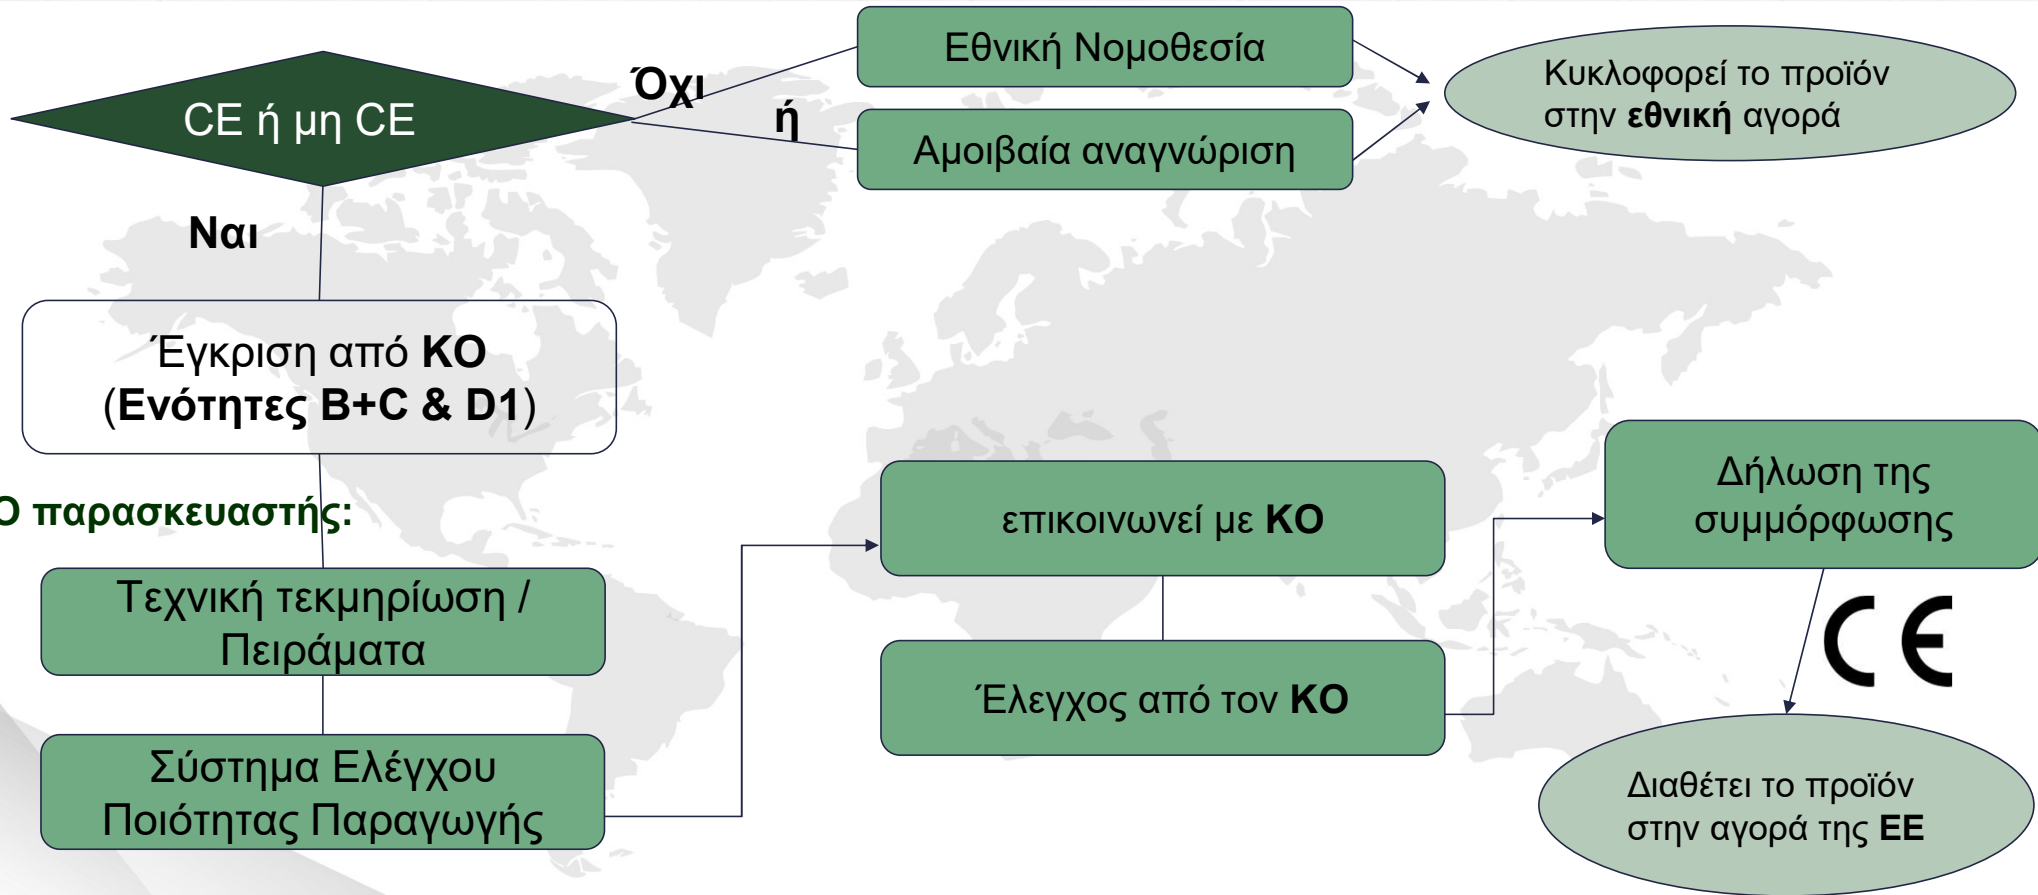 CE ή μη CE
Όχι
ή
Εθνική Νομοθεσία
Αμοιβαία αναγνώριση
Κυκλοφορεί το προϊόν
στην εθνική αγορά
Ναι
Έγκριση από ΚΟ
(Ενότητες B+C & D1)
Ο παρασκευαστής:
Τεχνική τεκμηρίωση /
Πειράματα
Σύστημα Ελέγχου
Ποιότητας Παραγωγής
επικοινωνεί με ΚΟ
Έλεγχος από τον ΚΟ
Δήλωση της
συμμόρφωσης
CE
Διαθέτει το προϊόν
στην αγορά της ΕΕ